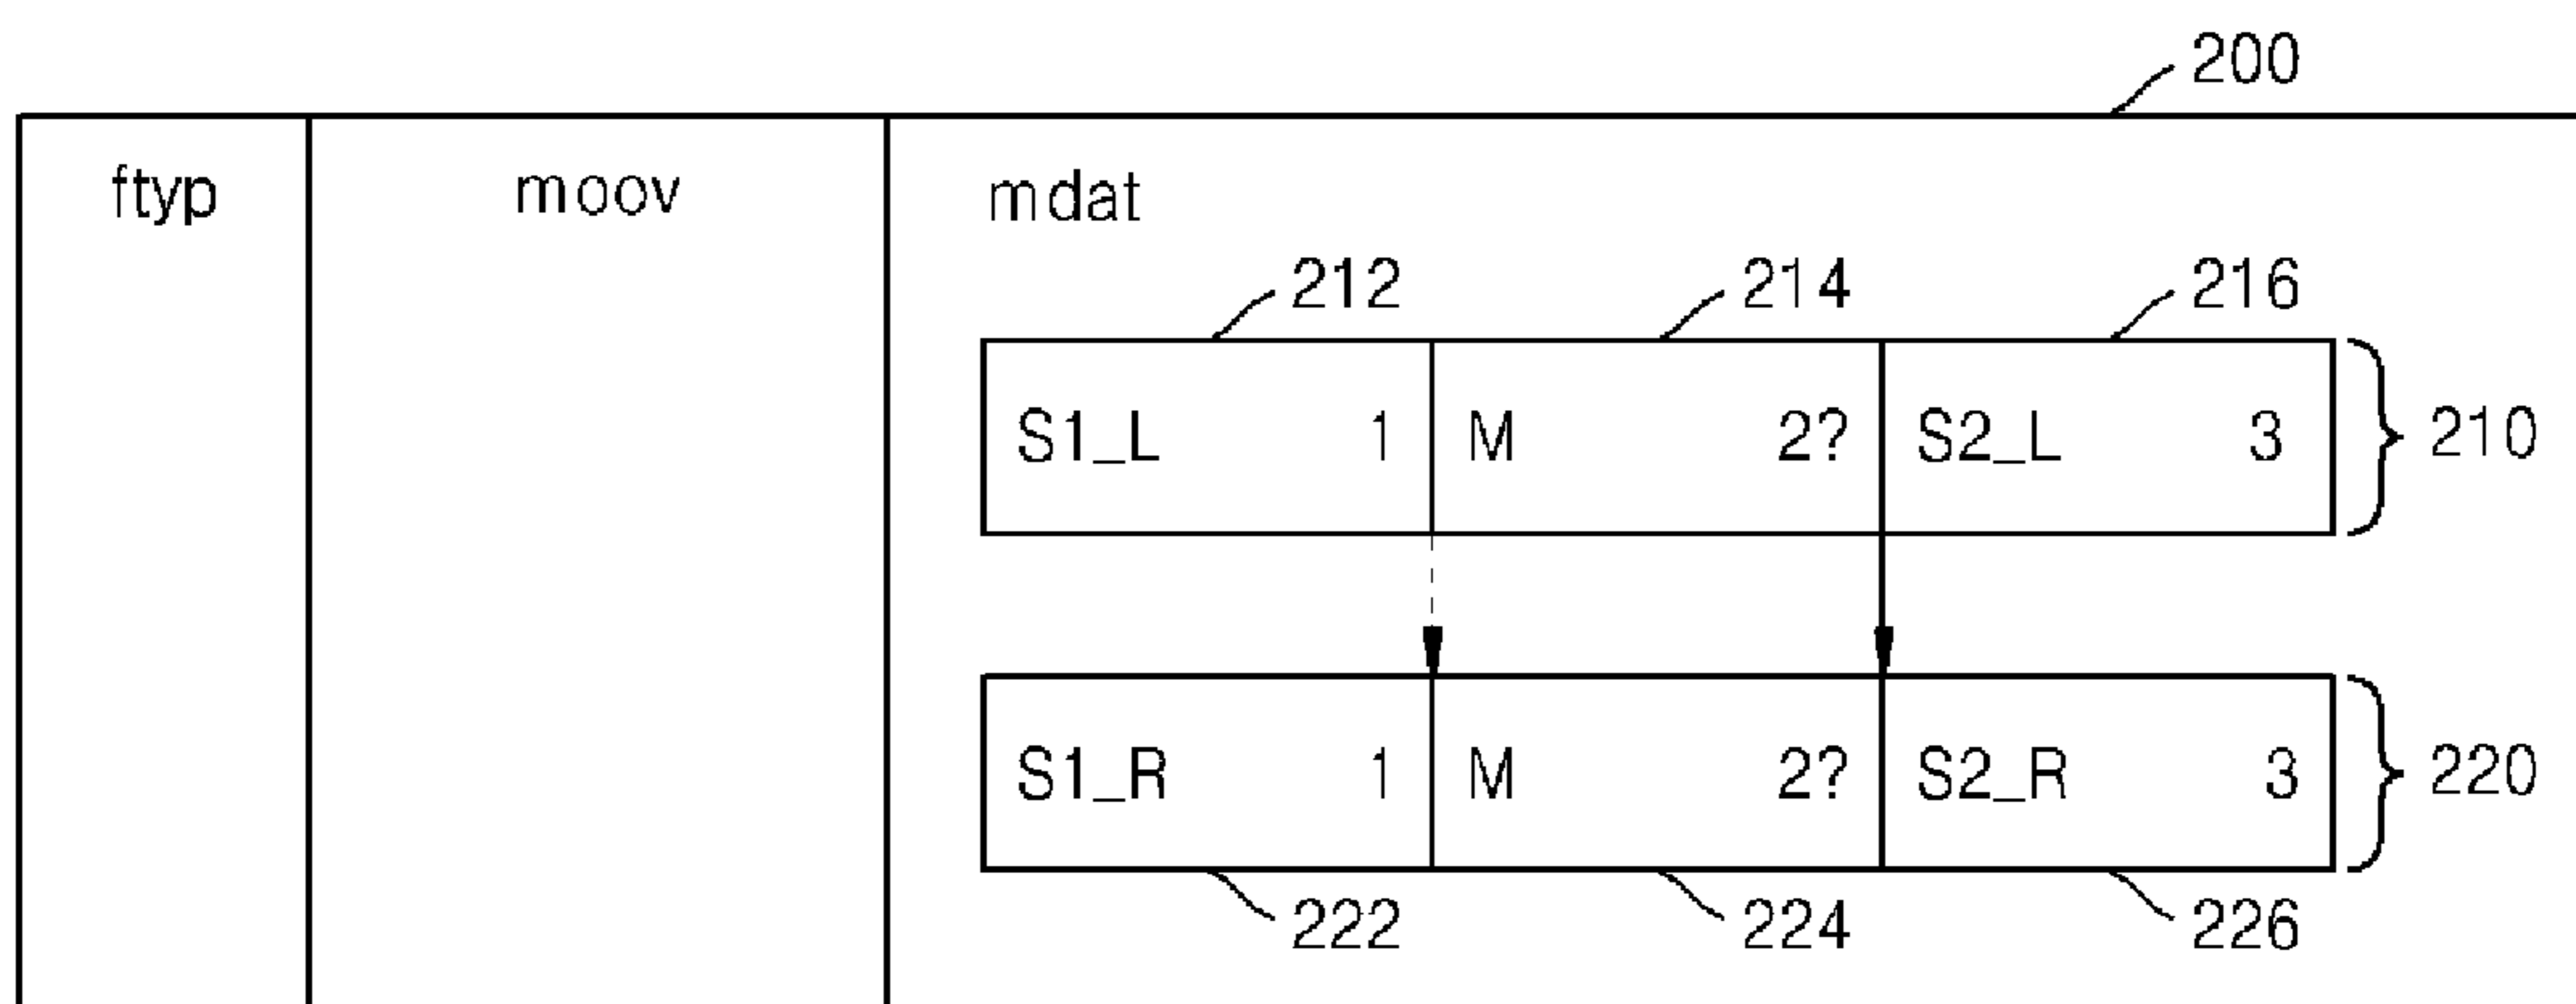 200
ftyp moov mdat
212 214 216
S1_L 1 M 2? S2_L 3 210
S1_R 1 M 2? S2_R 3 220
222 224 226